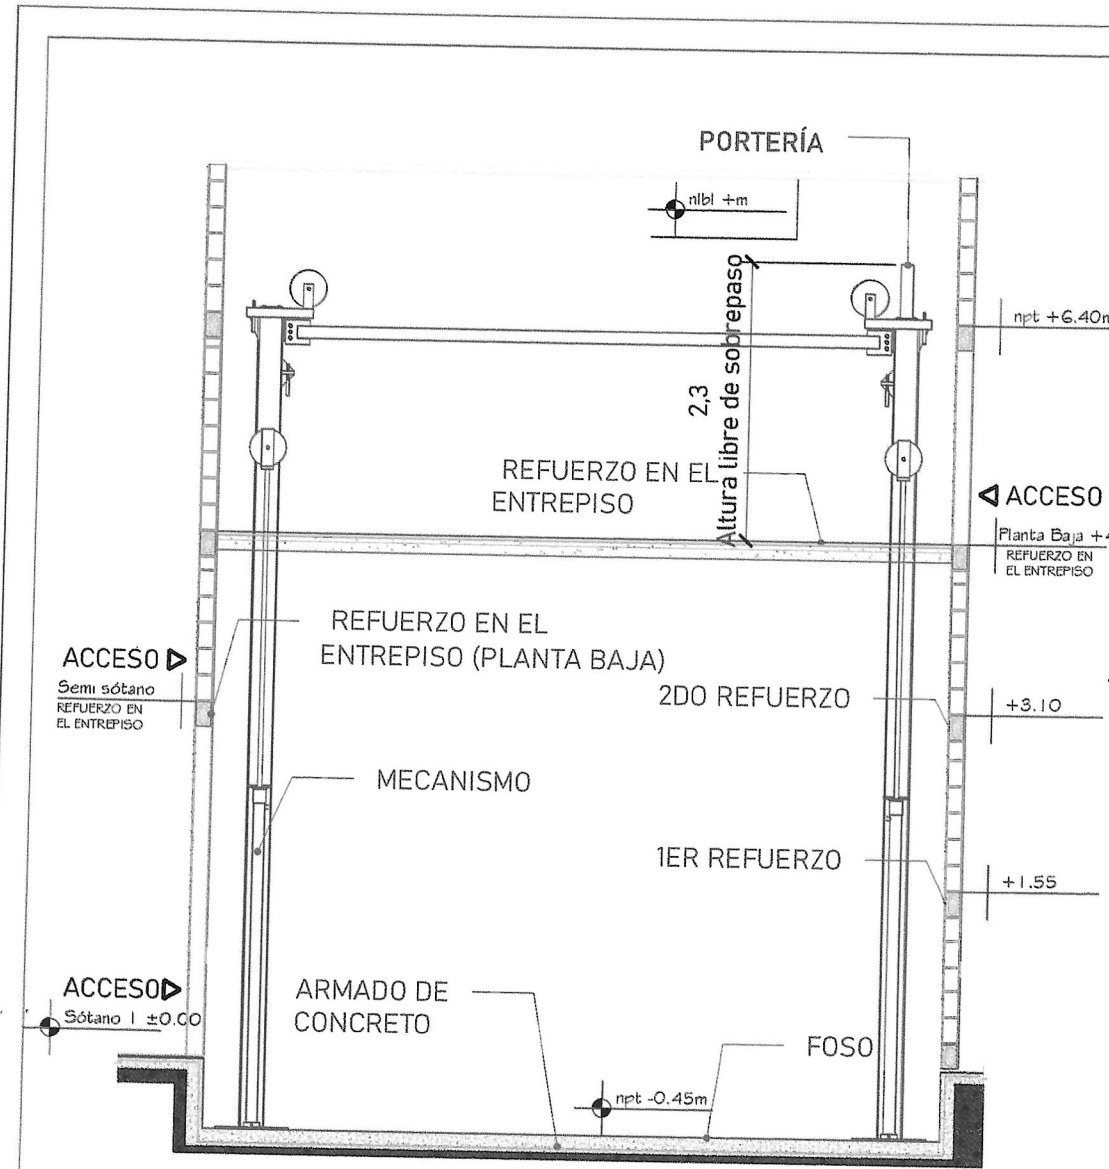 PORTERÍA
nlbl +m
npt +6.40m
2,3
Altura libre de sobrepaso
REFUERZO EN EL
ENTREPISO
ACCESO
Planta Baja +4
REFUERZO EN
EL ENTREPISO
REFUERZO EN EL
ENTREPISO (PLANTA BAJA)
ACCESO
Semi sótano
REFUERZO EN
EL ENTREPISO
2DO REFUERZO
+3.10
MECANISMO
1ER REFUERZO
+1.55
ACCESO
Sótano 1 ±0.00
ARMADO DE
CONCRETO
FOSO
npt -0.45m